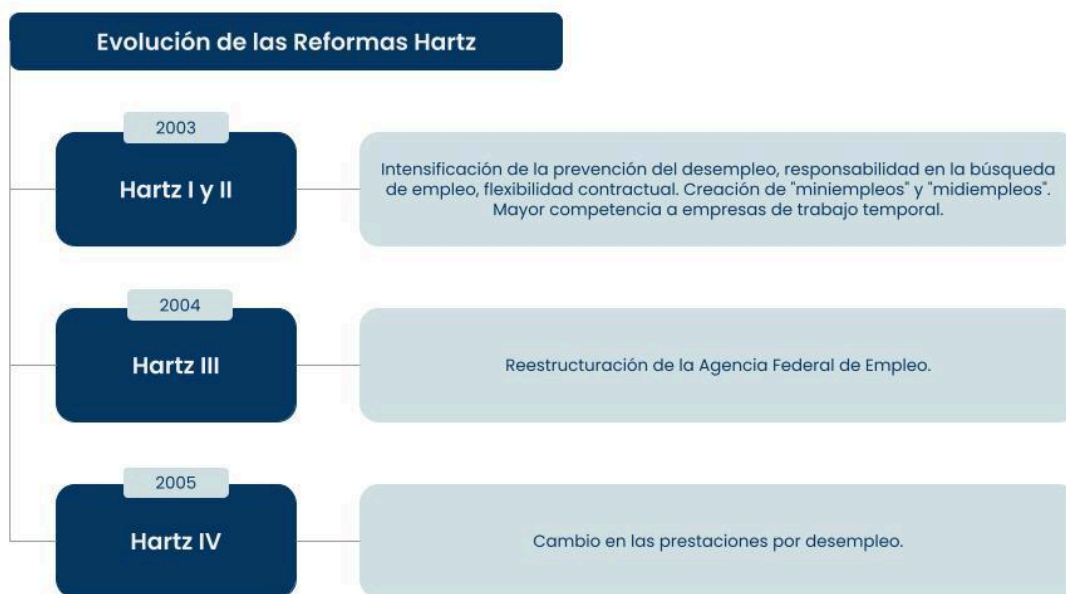 Evolución de las Reformas Hartz
2003
Hartz I y II
Intensificación de la prevención del desempleo, responsabilidad en la búsqueda
de empleo, flexibilidad contractual. Creación de "miniempleos" y "midiempleos".
Mayor competencia a empresas de trabajo temporal.
2004
Hartz III
Reestructuración de la Agencia Federal de Empleo.
2005
Hartz IV
Cambio en las prestaciones por desempleo.